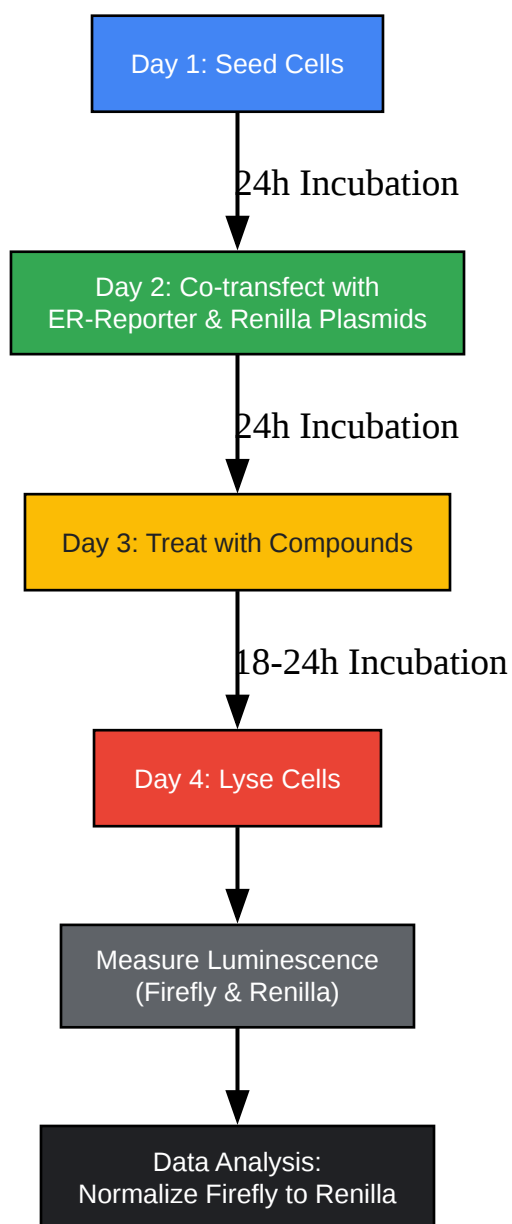 Day 1: Seed Cells
24h Incubation
Day 2: Co-transfect with
ER-Reporter & Renilla Plasmids
24h Incubation
Day 3: Treat with Compounds
18-24h Incubation
Day 4: Lyse Cells
Measure Luminescence
(Firefly & Renilla)
Data Analysis:
Normalize Firefly to Renilla